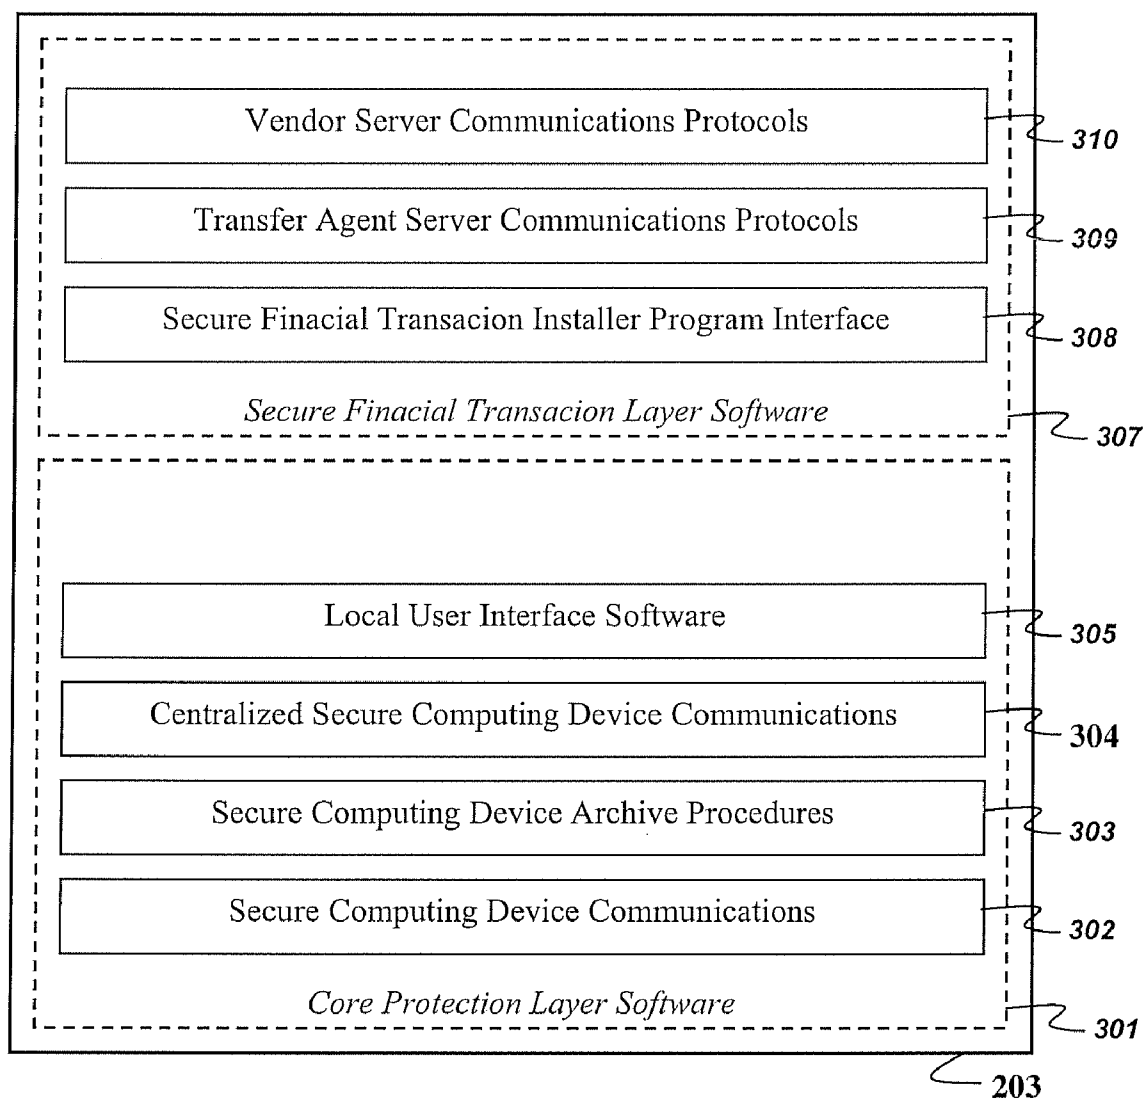 Vendor Server Communications Protocols
310
Transfer Agent Server Communications Protocols
309
Secure Finacial Transacion Installer Program Interface
308
Secure Finacial Transacion Layer Software
307
Local User Interface Software
305
Centralized Secure Computing Device Communications
304
Secure Computing Device Archive Procedures
303
Secure Computing Device Communications
302
Core Protection Layer Software
301
203